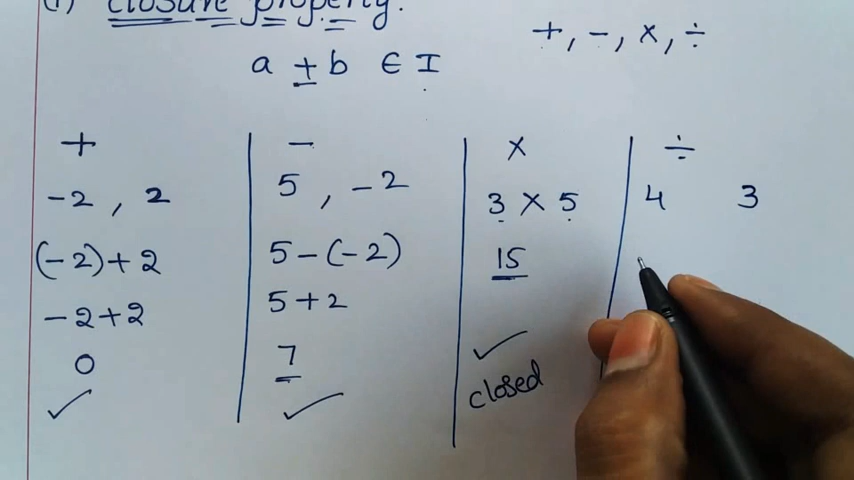 (1) closure property.
+, -, ×, ÷
a ± b ∈ I
+
-2 , 2
(-2)+2
-2+2
0
✓
-
5 , -2
5-(-2)
5+2
7
✓
×
3 × 5
15
✓
closed
÷
4 3